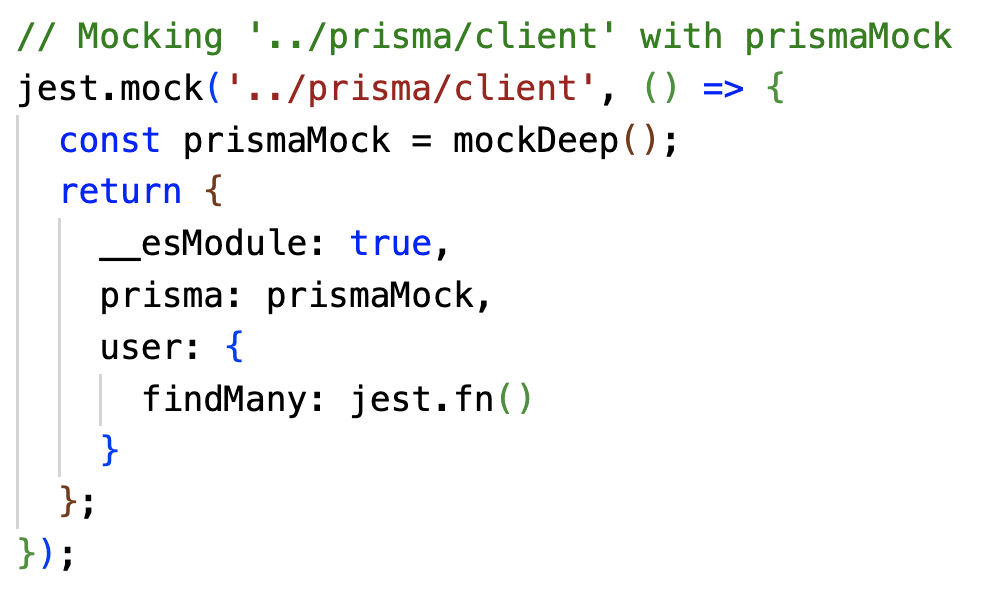 // Mocking '../prisma/client' with prismaMock
jest.mock('../prisma/client', () => {
  const prismaMock = mockDeep();
  return {
    __esModule: true,
    prisma: prismaMock,
    user: {
      findMany: jest.fn()
    }
  };
});